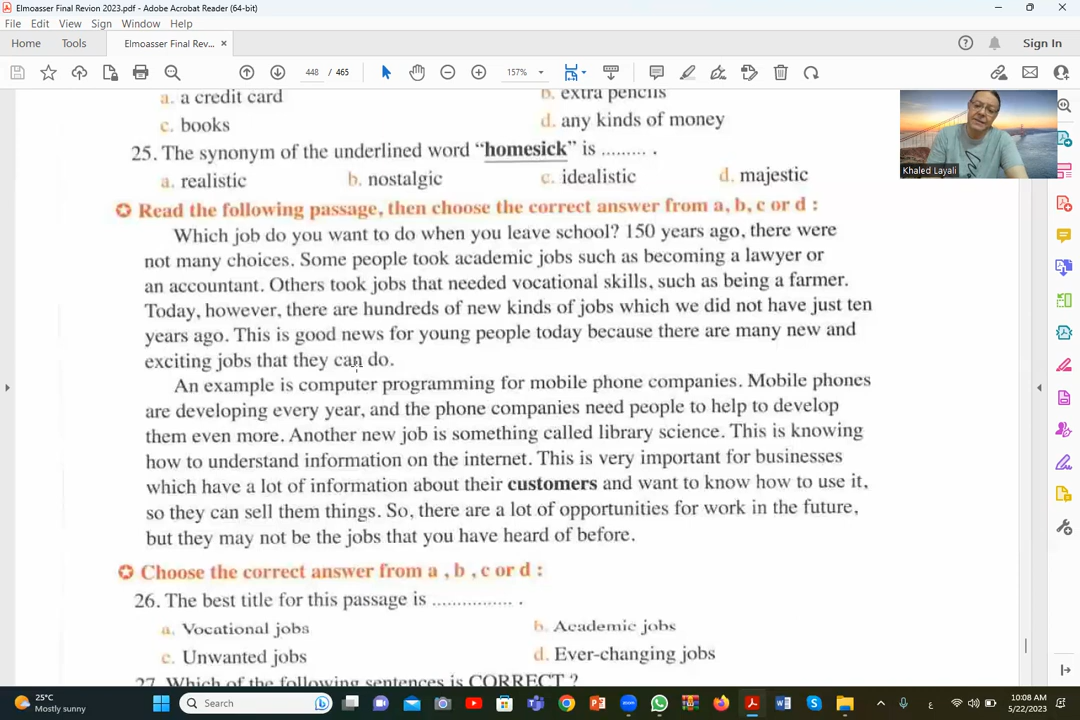 Elmoasser Final Revion 2023.pdf - Adobe Acrobat Reader (64-bit)
File Edit View Sign Window Help
Home Tools Elmoasser Final Rev... × Sign In
448 / 465 157%
a. a credit card b. extra pencils
c. books d. any kinds of money
25. The synonym of the underlined word “homesick” is ......... .
a. realistic b. nostalgic c. idealistic d. majestic
Read the following passage, then choose the correct answer from a, b, c or d :
Which job do you want to do when you leave school? 150 years ago, there were
not many choices. Some people took academic jobs such as becoming a lawyer or
an accountant. Others took jobs that needed vocational skills, such as being a farmer.
Today, however, there are hundreds of new kinds of jobs which we did not have just ten
years ago. This is good news for young people today because there are many new and
exciting jobs that they can do.
An example is computer programming for mobile phone companies. Mobile phones
are developing every year, and the phone companies need people to help to develop
them even more. Another new job is something called library science. This is knowing
how to understand information on the internet. This is very important for businesses
which have a lot of information about their customers and want to know how to use it,
so they can sell them things. So, there are a lot of opportunities for work in the future,
but they may not be the jobs that you have heard of before.
Choose the correct answer from a , b , c or d :
26. The best title for this passage is ............... .
a. Vocational jobs b. Academic jobs
c. Unwanted jobs d. Ever-changing jobs
27. Which of the following sentences is CORRECT ?
Khaled Layali
25°C
Mostly sunny
Search
ع
10:08 AM
5/22/2023